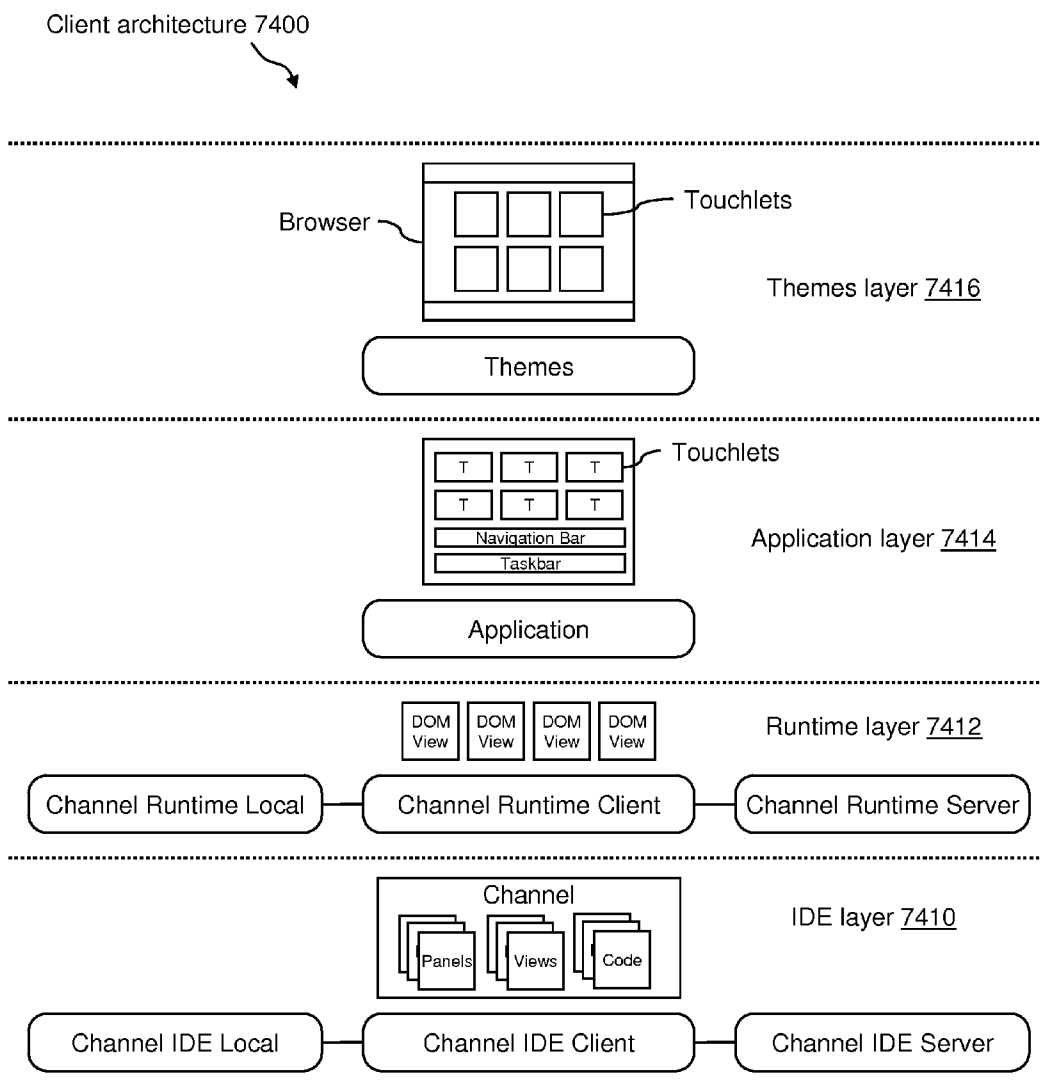 Client architecture 7400
Touchlets
Browser
Themes layer 7416
Themes
T T T
Touchlets
T T T
Navigation Bar
Application layer 7414
Taskbar
Application
DOM View DOM View DOM View DOM View
Runtime layer 7412
Channel Runtime Local
Channel Runtime Client
Channel Runtime Server
Channel
IDE layer 7410
Panels
Views
Code
Channel IDE Local
Channel IDE Client
Channel IDE Server